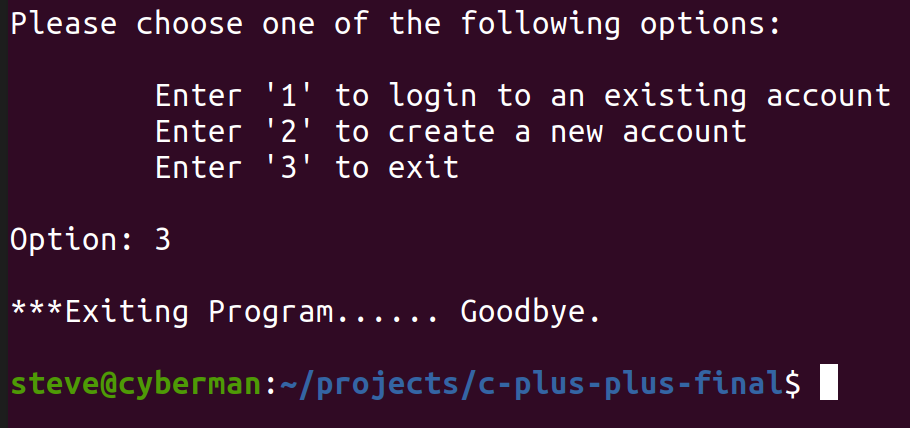 Please choose one of the following options:
Enter '1' to login to an existing account
Enter '2' to create a new account
Enter '3' to exit
Option: 3
***Exiting Program...... Goodbye.
steve@cyberman:~/projects/c-plus-plus-final$